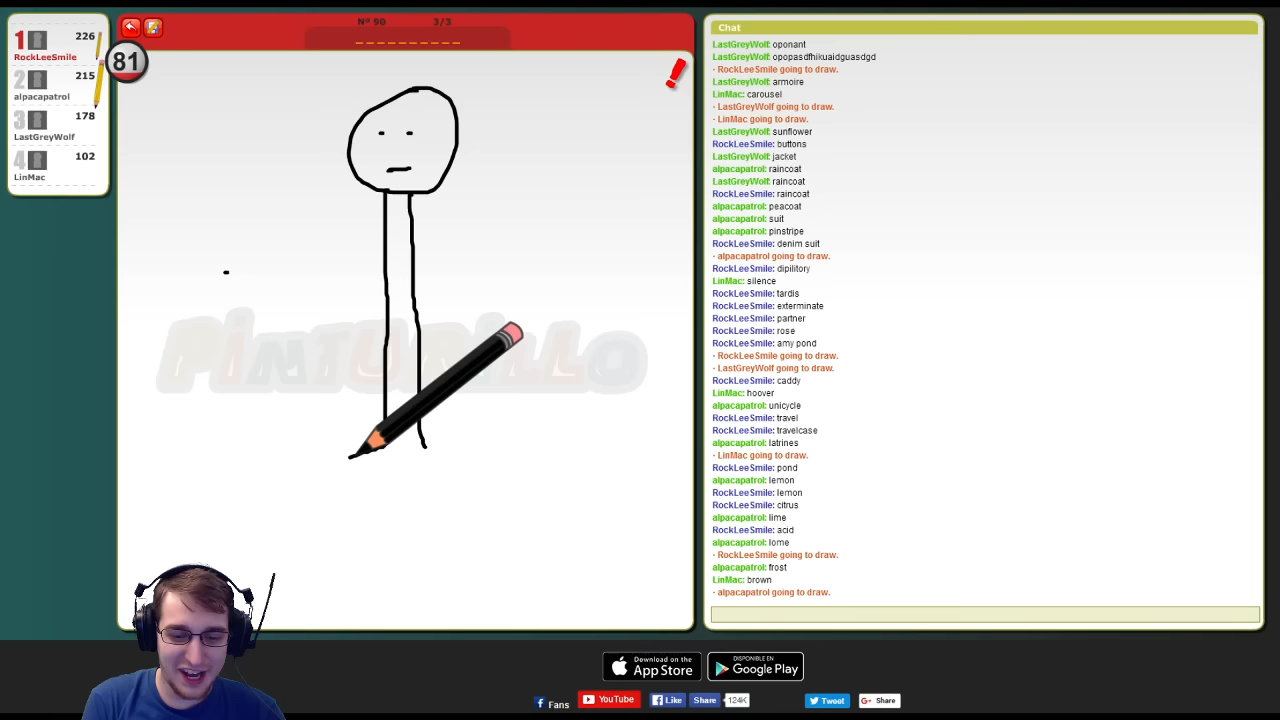 1 226
RockLeeSmile
2 215
alpacapatrol
3 178
LastGreyWolf
4 102
LinMac
81
Nº 90 3/3
_ _ _ _ _ _ _ _ _ _
Pinturillo
Chat
LastGreyWolf: oponant
LastGreyWolf: opopasdfhikuaidguasdgd
· RockLeeSmile going to draw.
LastGreyWolf: armoire
LinMac: carousel
· LastGreyWolf going to draw.
· LinMac going to draw.
LastGreyWolf: sunflower
RockLeeSmile: buttons
LastGreyWolf: jacket
alpacapatrol: raincoat
LastGreyWolf: raincoat
RockLeeSmile: raincoat
alpacapatrol: peacoat
alpacapatrol: suit
alpacapatrol: pinstripe
RockLeeSmile: denim suit
· alpacapatrol going to draw.
RockLeeSmile: dipilitory
LinMac: silence
RockLeeSmile: tardis
RockLeeSmile: exterminate
RockLeeSmile: partner
RockLeeSmile: rose
RockLeeSmile: amy pond
· RockLeeSmile going to draw.
· LastGreyWolf going to draw.
RockLeeSmile: caddy
LinMac: hoover
alpacapatrol: unicycle
RockLeeSmile: travel
RockLeeSmile: travelcase
alpacapatrol: latrines
· LinMac going to draw.
RockLeeSmile: pond
alpacapatrol: lemon
RockLeeSmile: lemon
RockLeeSmile: citrus
alpacapatrol: lime
RockLeeSmile: acid
alpacapatrol: lome
· RockLeeSmile going to draw.
alpacapatrol: frost
LinMac: brown
· alpacapatrol going to draw.
Download on the
App Store
DISPONIBLE EN
Google Play
Fans YouTube Like Share 124K Tweet G+ Share